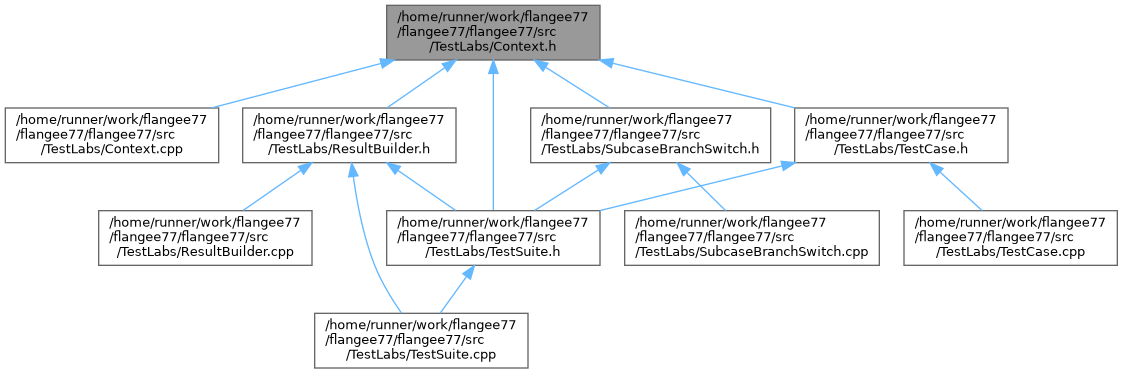 /home/runner/work/flangee77
/flangee77/flangee77/src
/TestLabs/Context.h
/home/runner/work/flangee77
/flangee77/flangee77/src
/TestLabs/Context.cpp
/home/runner/work/flangee77
/flangee77/flangee77/src
/TestLabs/ResultBuilder.h
/home/runner/work/flangee77
/flangee77/flangee77/src
/TestLabs/SubcaseBranchSwitch.h
/home/runner/work/flangee77
/flangee77/flangee77/src
/TestLabs/TestCase.h
/home/runner/work/flangee77
/flangee77/flangee77/src
/TestLabs/ResultBuilder.cpp
/home/runner/work/flangee77
/flangee77/flangee77/src
/TestLabs/TestSuite.h
/home/runner/work/flangee77
/flangee77/flangee77/src
/TestLabs/SubcaseBranchSwitch.cpp
/home/runner/work/flangee77
/flangee77/flangee77/src
/TestLabs/TestCase.cpp
/home/runner/work/flangee77
/flangee77/flangee77/src
/TestLabs/TestSuite.cpp